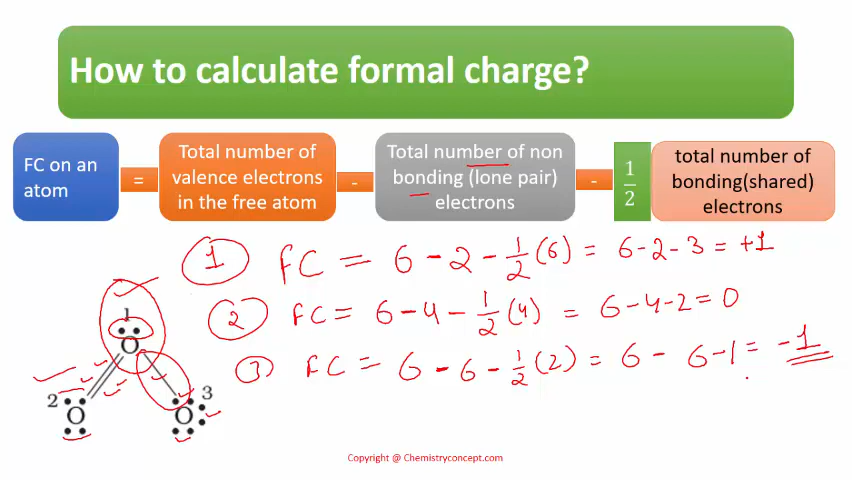 How to calculate formal charge?
FC on an
atom
=
Total number of
valence electrons
in the free atom
-
Total number of non
bonding (lone pair)
electrons
-
1/2
total number of
bonding(shared)
electrons
1 FC = 6 - 2 - 1/2 (6) = 6 - 2 - 3 = +1
2 FC = 6 - 4 - 1/2 (4) = 6 - 4 - 2 = 0
3 FC = 6 - 6 - 1/2 (2) = 6 - 6 - 1 = -1
1
O
2 O
O 3
Copyright @ Chemistryconcept.com